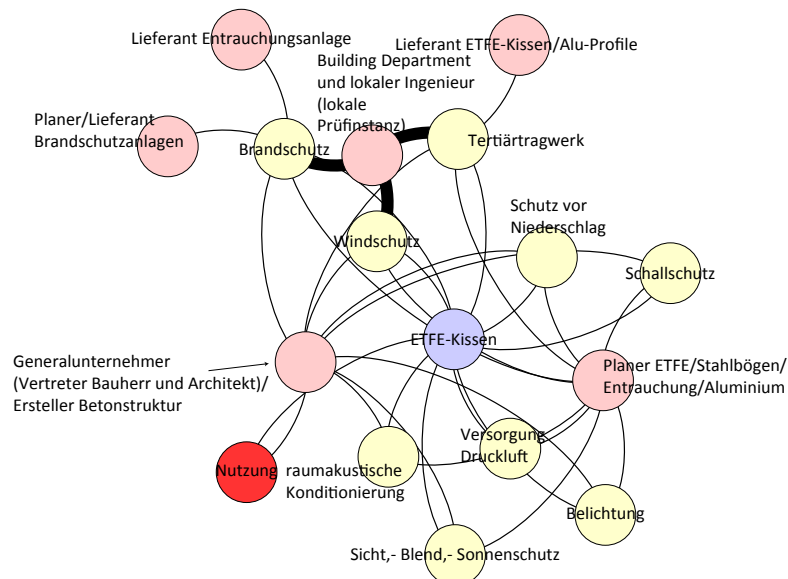 Lieferant Entrauchungsanlage
Lieferant ETFE-Kissen/Alu-Profile
Building Department
und lokaler Ingenieur
(lokale
Prüfinstanz)
Planer/Lieferant
Brandschutzanlagen
Brandschutz
Tertiärtragwerk
Schutz vor
Niederschlag
Windschutz
Schallschutz
ETFE-Kissen
Generalunternehmer
(Vertreter Bauherr und Architekt)/
Ersteller Betonstruktur
Planer ETFE/Stahlbögen/
Entrauchung/Aluminium
Versorgung
Druckluft
Nutzung
raumakustische
Konditionierung
Belichtung
Sicht,- Blend,- Sonnenschutz